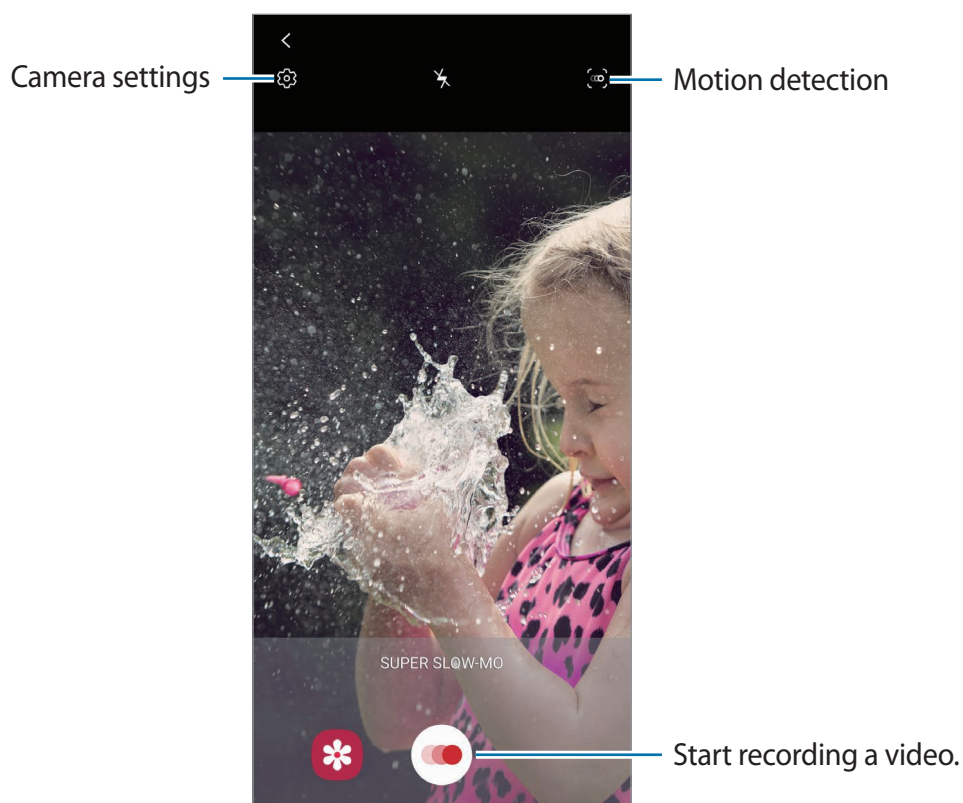 Camera settings
Motion detection
SUPER SLOW-MO
Start recording a video.